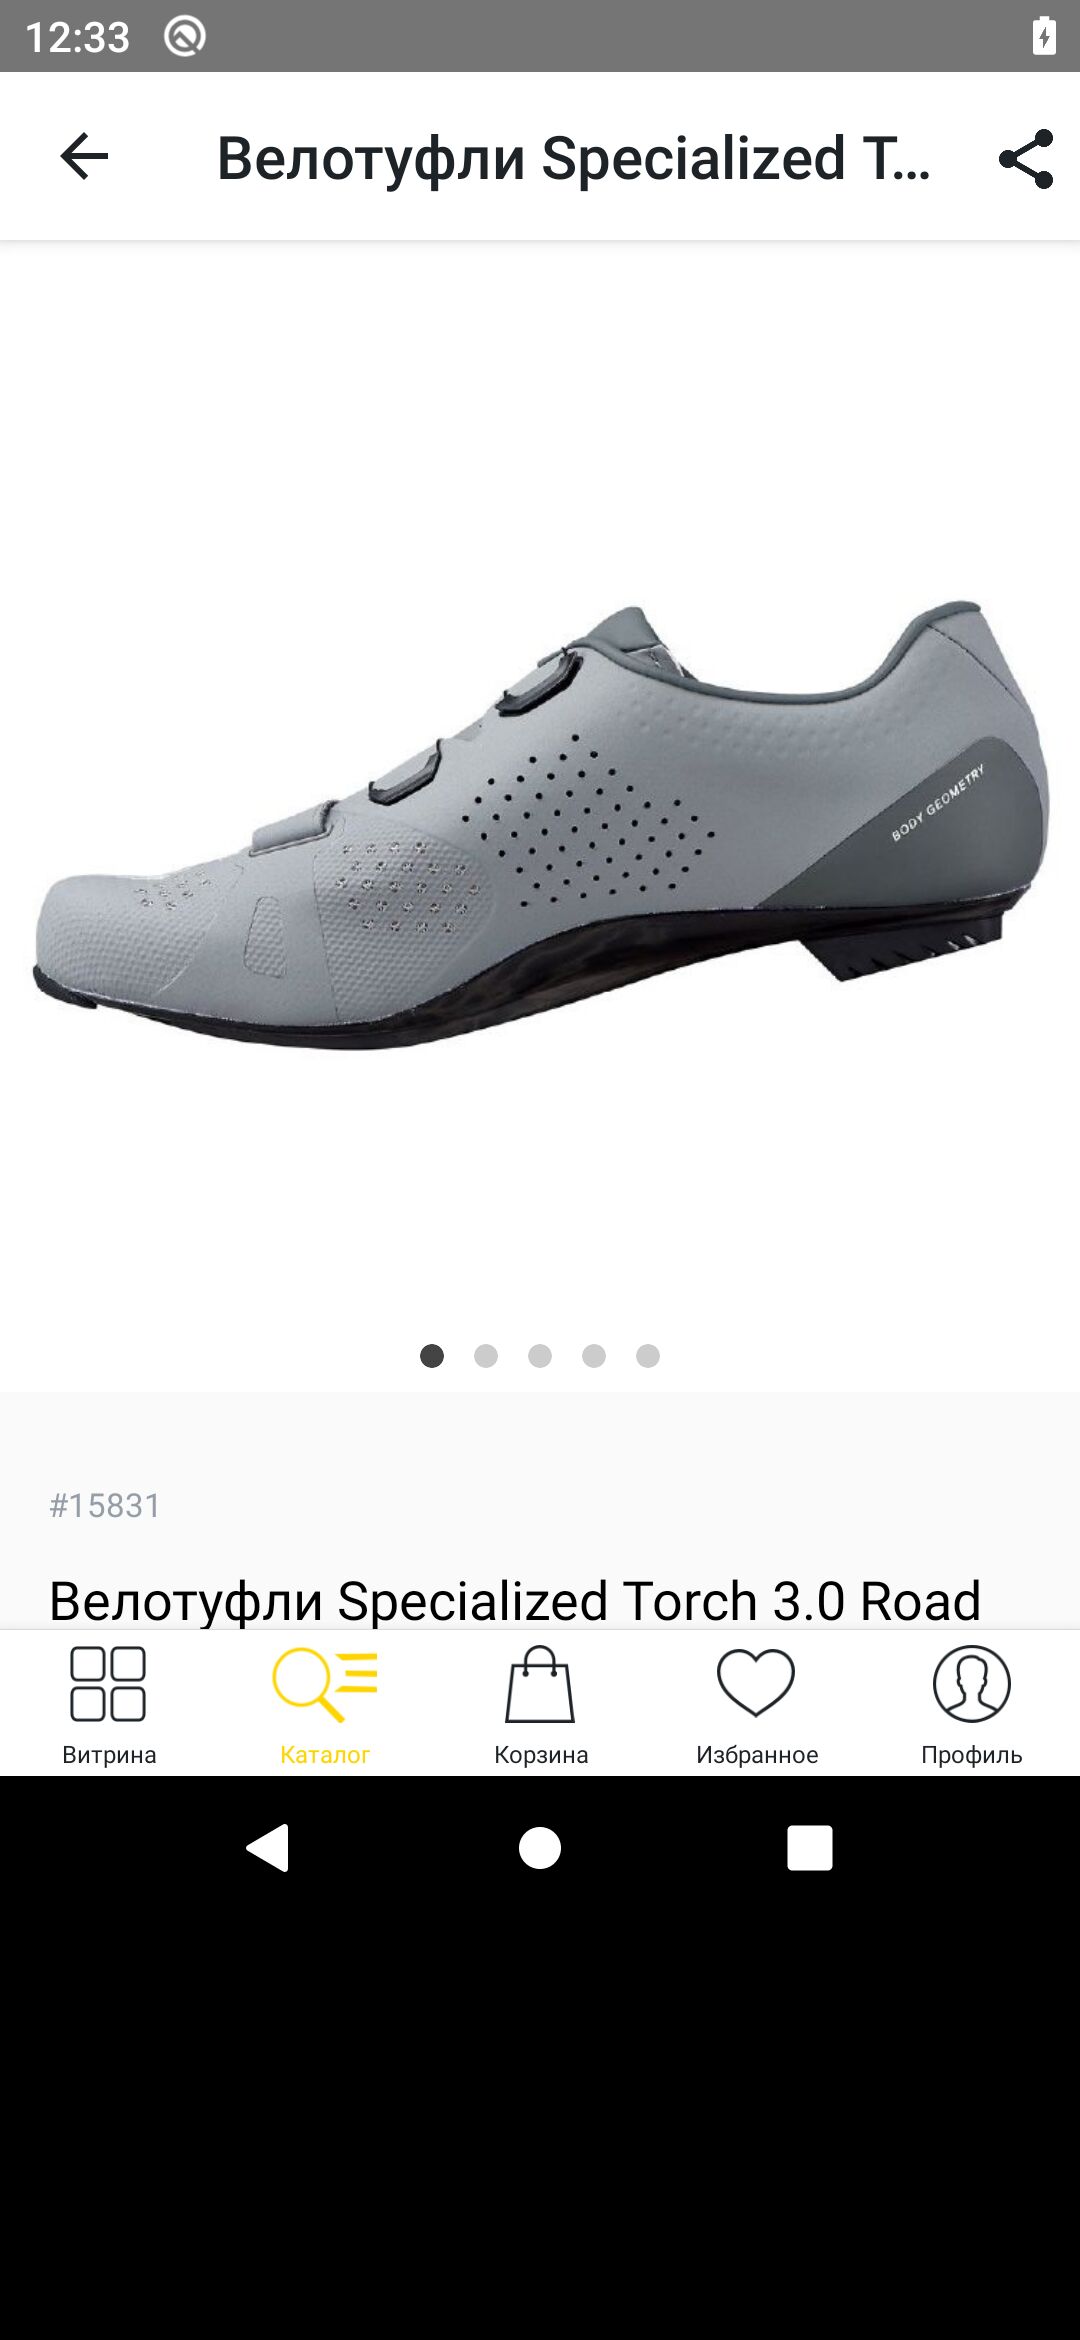 12:33
Велотуфли Specialized T...
BODY GEOMETRY
#15831
Велотуфли Specialized Torch 3.0 Road
Витрина
Каталог
Корзина
Избранное
Профиль